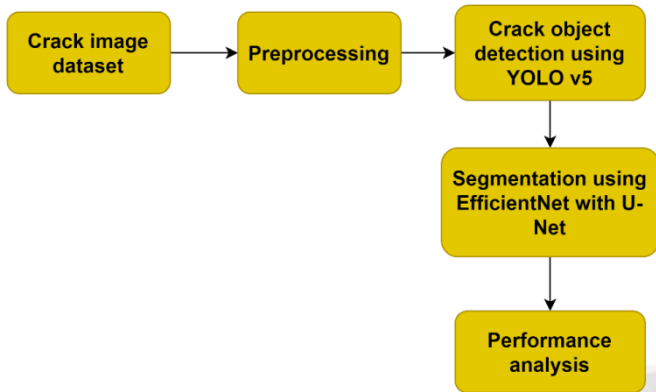 Crack image
dataset
Preprocessing
Crack object
detection using
YOLO v5
Segmentation using
EfficientNet with U-
Net
Performance
analysis